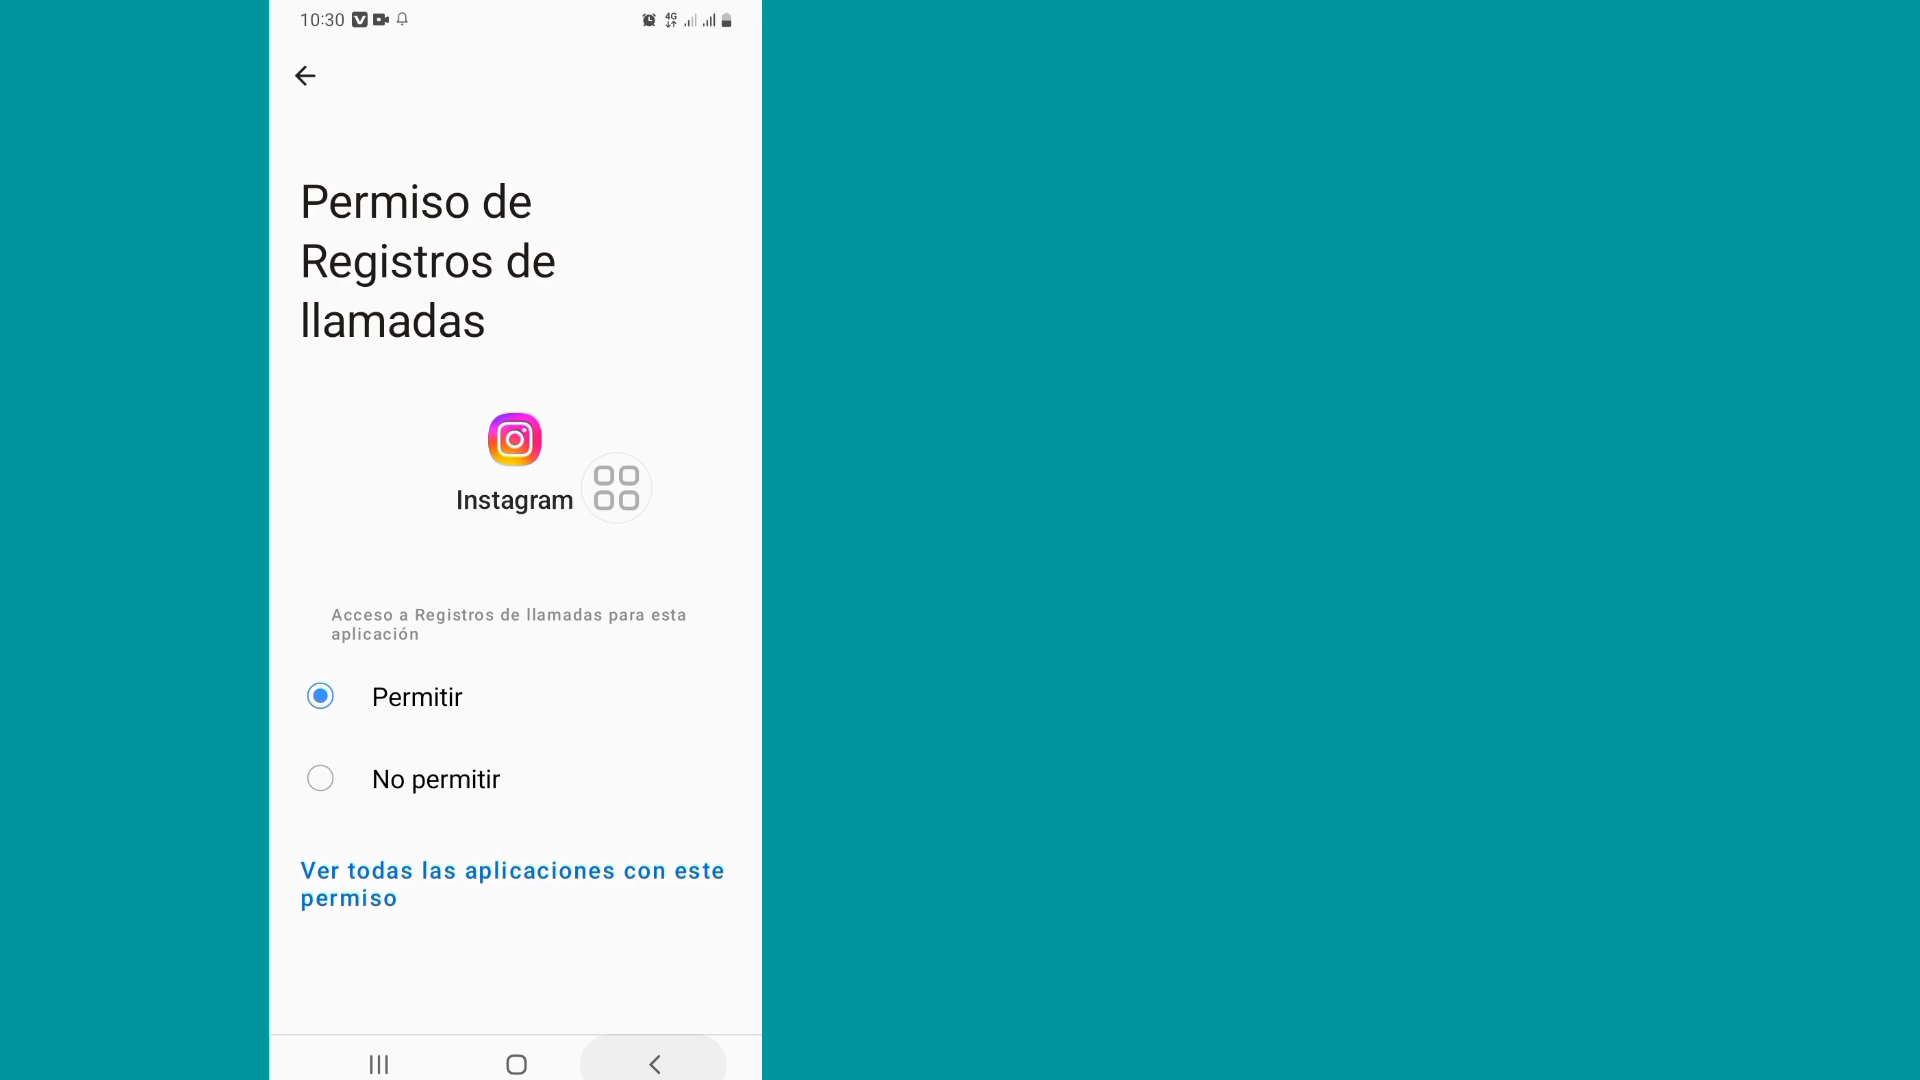 10:30
4G
Permiso de
Registros de
llamadas
Instagram
Acceso a Registros de llamadas para esta
aplicación
Permitir
No permitir
Ver todas las aplicaciones con este
permiso